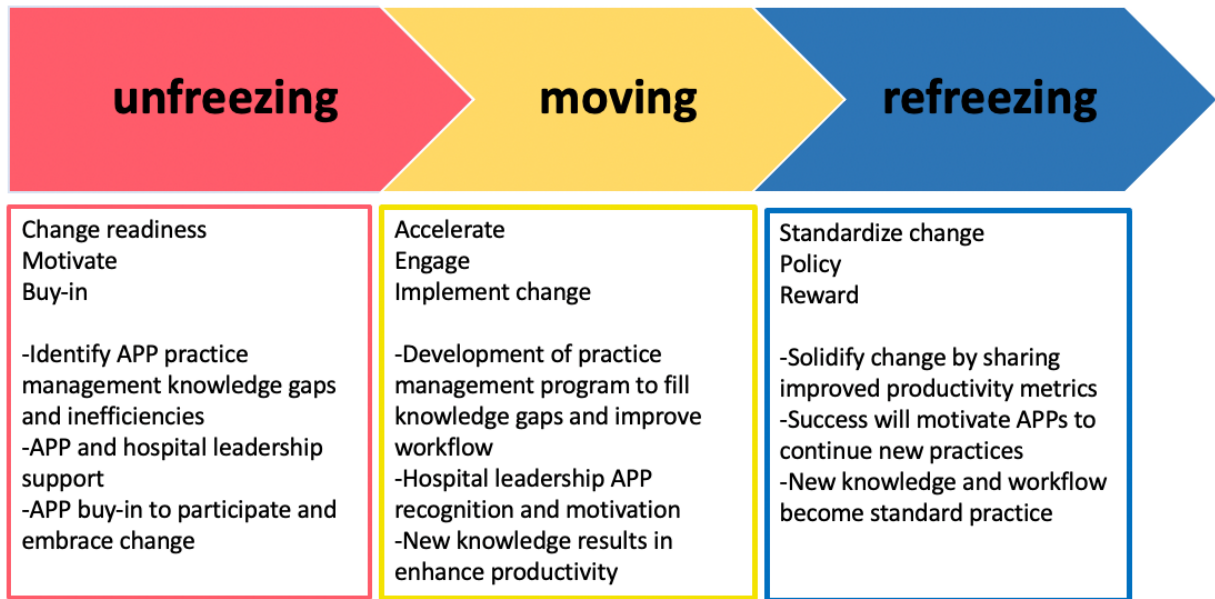 unfreezing
moving
refreezing
Change readiness
Motivate
Buy-in
-Identify APP practice
management knowledge gaps
and inefficiencies
-APP and hospital leadership
support
-APP buy-in to participate and
embrace change
Accelerate
Engage
Implement change
-Development of practice
management program to fill
knowledge gaps and improve
workflow
-Hospital leadership APP
recognition and motivation
-New knowledge results in
enhance productivity
Standardize change
Policy
Reward
-Solidify change by sharing
improved productivity metrics
-Success will motivate APPs to
continue new practices
-New knowledge and workflow
become standard practice